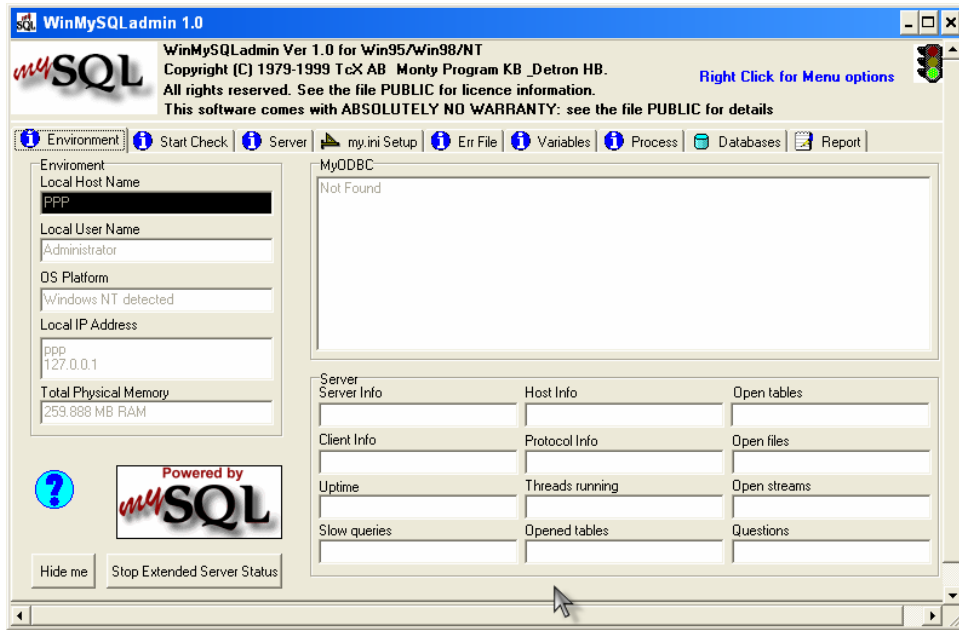 WinMySQLadmin 1.0
mySQL
WinMySQLadmin Ver 1.0 for Win95/Win98/NT
Copyright (C) 1979-1999 TcX AB Monty Program KB _Detron HB.
All rights reserved. See the file PUBLIC for licence information.
This software comes with ABSOLUTELY NO WARRANTY: see the file PUBLIC for details
Right Click for Menu options
Environment Start Check Server my.ini Setup Err File Variables Process Databases Report
Enviroment
Local Host Name
PPP
Local User Name
Administrator
OS Platform
Windows NT detected
Local IP Address
ppp
127.0.0.1
Total Physical Memory
259.888 MB RAM
MyODBC
Not Found
Server
Server Info Host Info Open tables
Client Info Protocol Info Open files
Uptime Threads running Open streams
Slow queries Opened tables Questions
?
Powered by
mySQL
Hide me Stop Extended Server Status